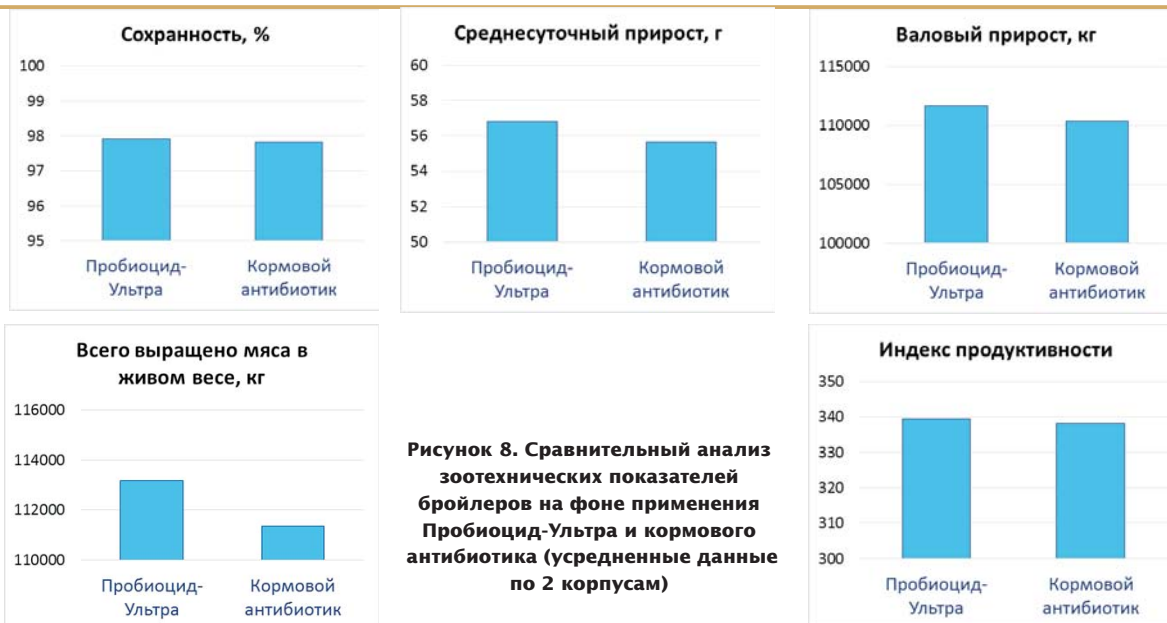 Сохранность, %
100
99
98
97
96
95
Пробиоцид-
Ультра
Кормовой
антибиотик
Среднесуточный прирост, г
60
58
56
54
52
50
Пробиоцид-
Ультра
Кормовой
антибиотик
Валовый прирост, кг
115000
110000
105000
100000
Пробиоцид-
Ультра
Кормовой
антибиотик
Всего выращено мяса в
живом весе, кг
116000
114000
112000
110000
Пробиоцид-
Ультра
Кормовой
антибиотик
Рисунок 8. Сравнительный анализ
зоотехнических показателей
бройлеров на фоне применения
Пробиоцид-Ультра и кормового
антибиотика (усредненные данные
по 2 корпусам)
Индекс продуктивности
350
340
330
320
310
300
Пробиоцид-
Ультра
Кормовой
антибиотик